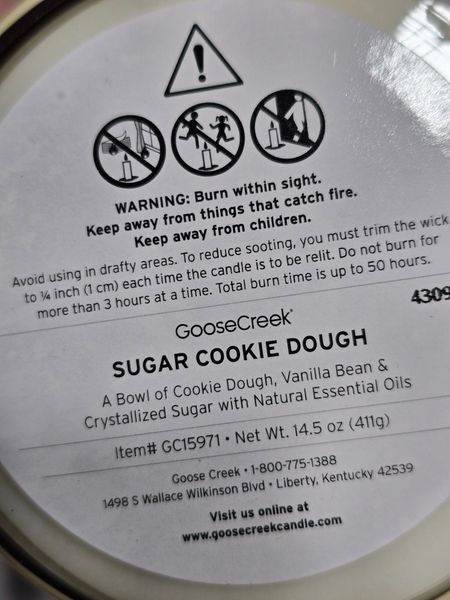 WARNING: Burn within sight.
Keep away from things that catch fire.
Keep away from children.
Avoid using in drafty areas. To reduce sooting, you must trim the wick
to ¼ inch (1 cm) each time the candle is to be relit. Do not burn for
more than 3 hours at a time. Total burn time is up to 50 hours.
4309
GooseCreek®
SUGAR COOKIE DOUGH
A Bowl of Cookie Dough, Vanilla Bean &
Crystallized Sugar with Natural Essential Oils
Item# GC15971 • Net Wt. 14.5 oz (411g)
Goose Creek • 1-800-775-1388
1498 S Wallace Wilkinson Blvd • Liberty, Kentucky 42539
Visit us online at
www.goosecreekcandle.com